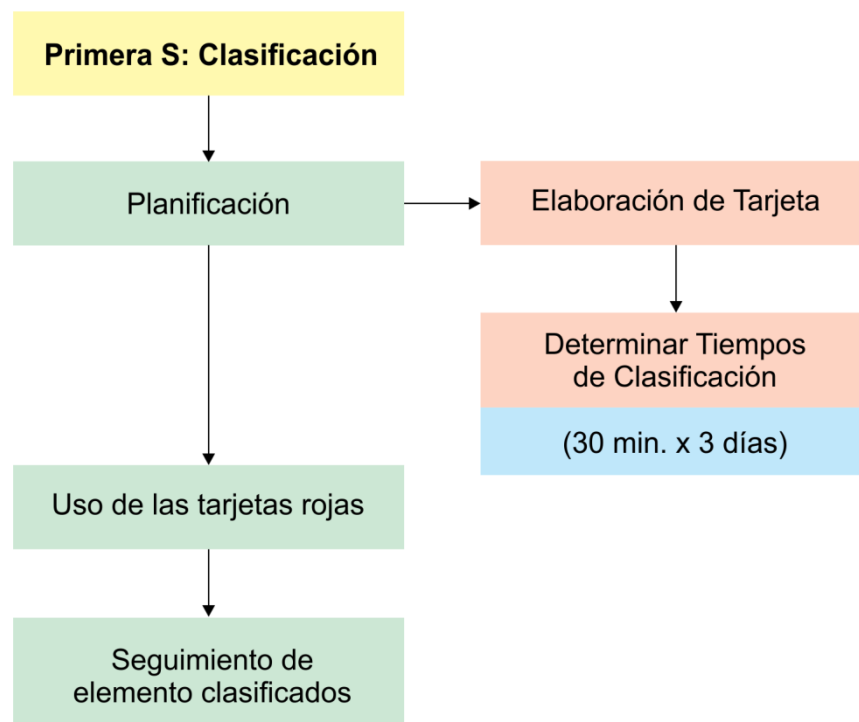 Primera S: Clasificación
Planificación
Elaboración de Tarjeta
Determinar Tiempos
de Clasificación
(30 min. x 3 días)
Uso de las tarjetas rojas
Seguimiento de
elemento clasificados